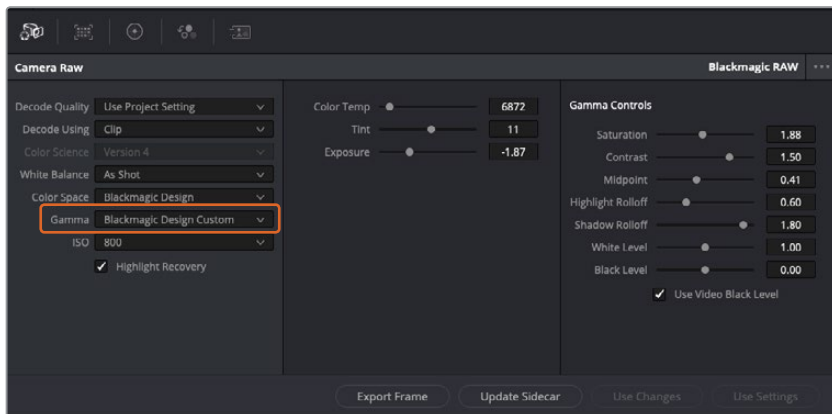 Camera Raw
Blackmagic RAW
Decode Quality Use Project Setting
Decode Using Clip
Color Science Version 4
White Balance As Shot
Color Space Blackmagic Design
Gamma Blackmagic Design Custom
ISO 800
Highlight Recovery
Color Temp 6872
Tint 11
Exposure -1.87
Gamma Controls
Saturation 1.88
Contrast 1.50
Midpoint 0.41
Highlight Rolloff 0.60
Shadow Rolloff 1.80
White Level 1.00
Black Level 0.00
Use Video Black Level
Export Frame
Update Sidecar
Use Changes
Use Settings